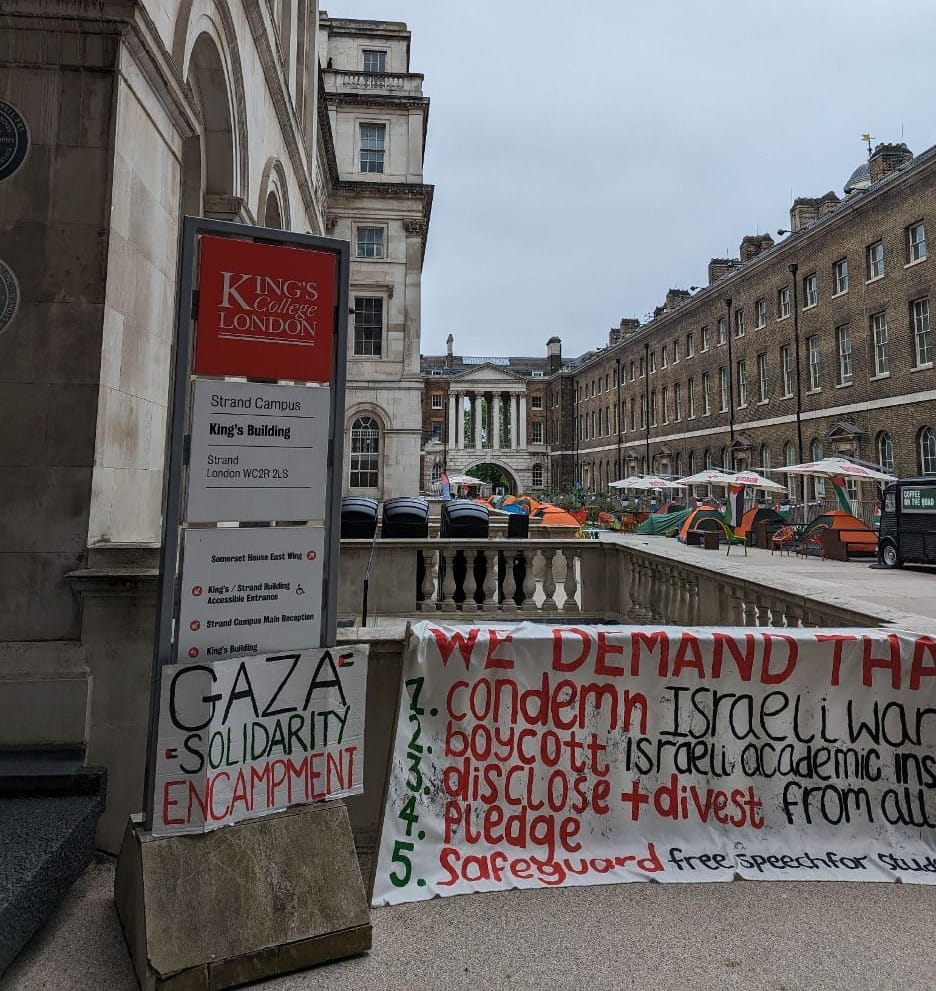 KING'S
College
LONDON
Strand Campus
King's Building
Strand
London WC2R 2LS
Somerset House East Wing
King's / Strand Building
Accessible Entrance
Strand Campus Main Reception
King's Building
GAZA
SOLIDARITY
ENCAMPMENT
WE DEMAND THA
1. condemn Israeli war
2. boycott Israeli academic ins
3. disclose + divest from all
4. Pledge
5. Safeguard free speech for Stude
COFFEE
ON THE QUAD